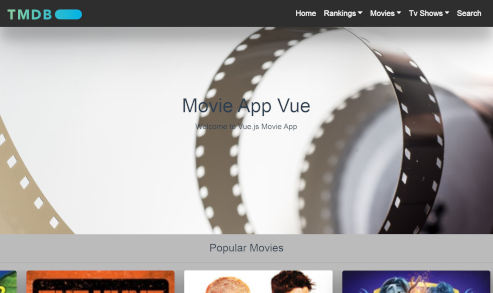 TMDB
Home Rankings Movies Tv Shows Search
Movie App Vue
Welcome to Vue.js Movie App
Popular Movies